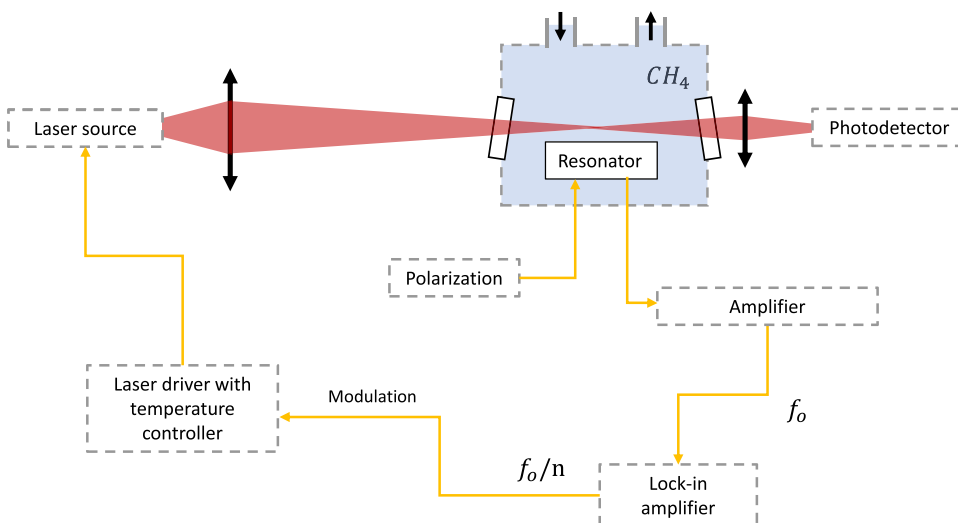 CH₄
Laser source
Photodetector
Resonator
Polarization
Amplifier
Laser driver with
temperature
controller
Modulation
fₒ
fₒ/n
Lock-in
amplifier